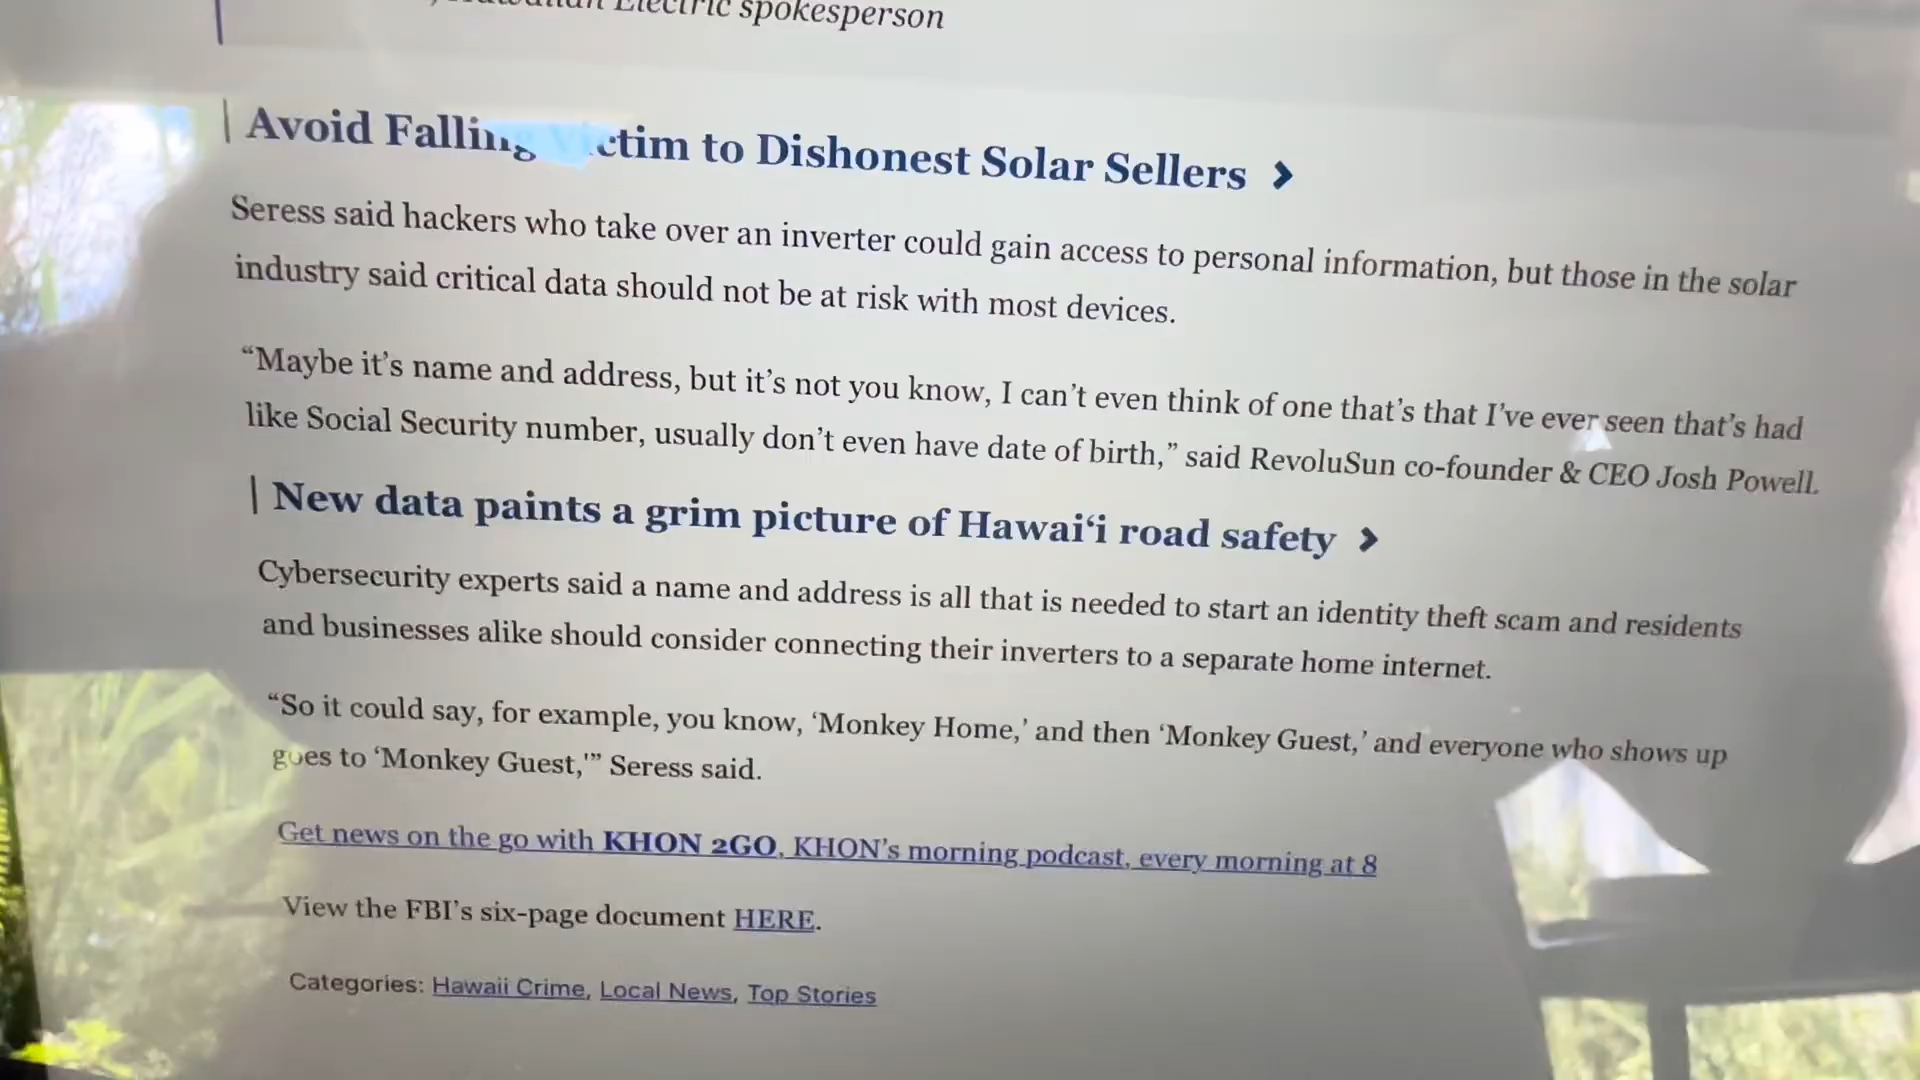 Electric spokesperson
Avoid Falling Victim to Dishonest Solar Sellers
Seress said hackers who take over an inverter could gain access to personal information, but those in the solar
industry said critical data should not be at risk with most devices.
“Maybe it’s name and address, but it’s not you know, I can’t even think of one that’s that I’ve ever seen that’s had
like Social Security number, usually don’t even have date of birth,” said RevoluSun co-founder & CEO Josh Powell.
New data paints a grim picture of Hawai‘i road safety
Cybersecurity experts said a name and address is all that is needed to start an identity theft scam and residents
and businesses alike should consider connecting their inverters to a separate home internet.
“So it could say, for example, you know, ‘Monkey Home,’ and then ‘Monkey Guest,’ and everyone who shows up
goes to ‘Monkey Guest,'” Seress said.
Get news on the go with KHON 2GO, KHON’s morning podcast, every morning at 8
View the FBI’s six-page document HERE.
Categories: Hawaii Crime, Local News, Top Stories